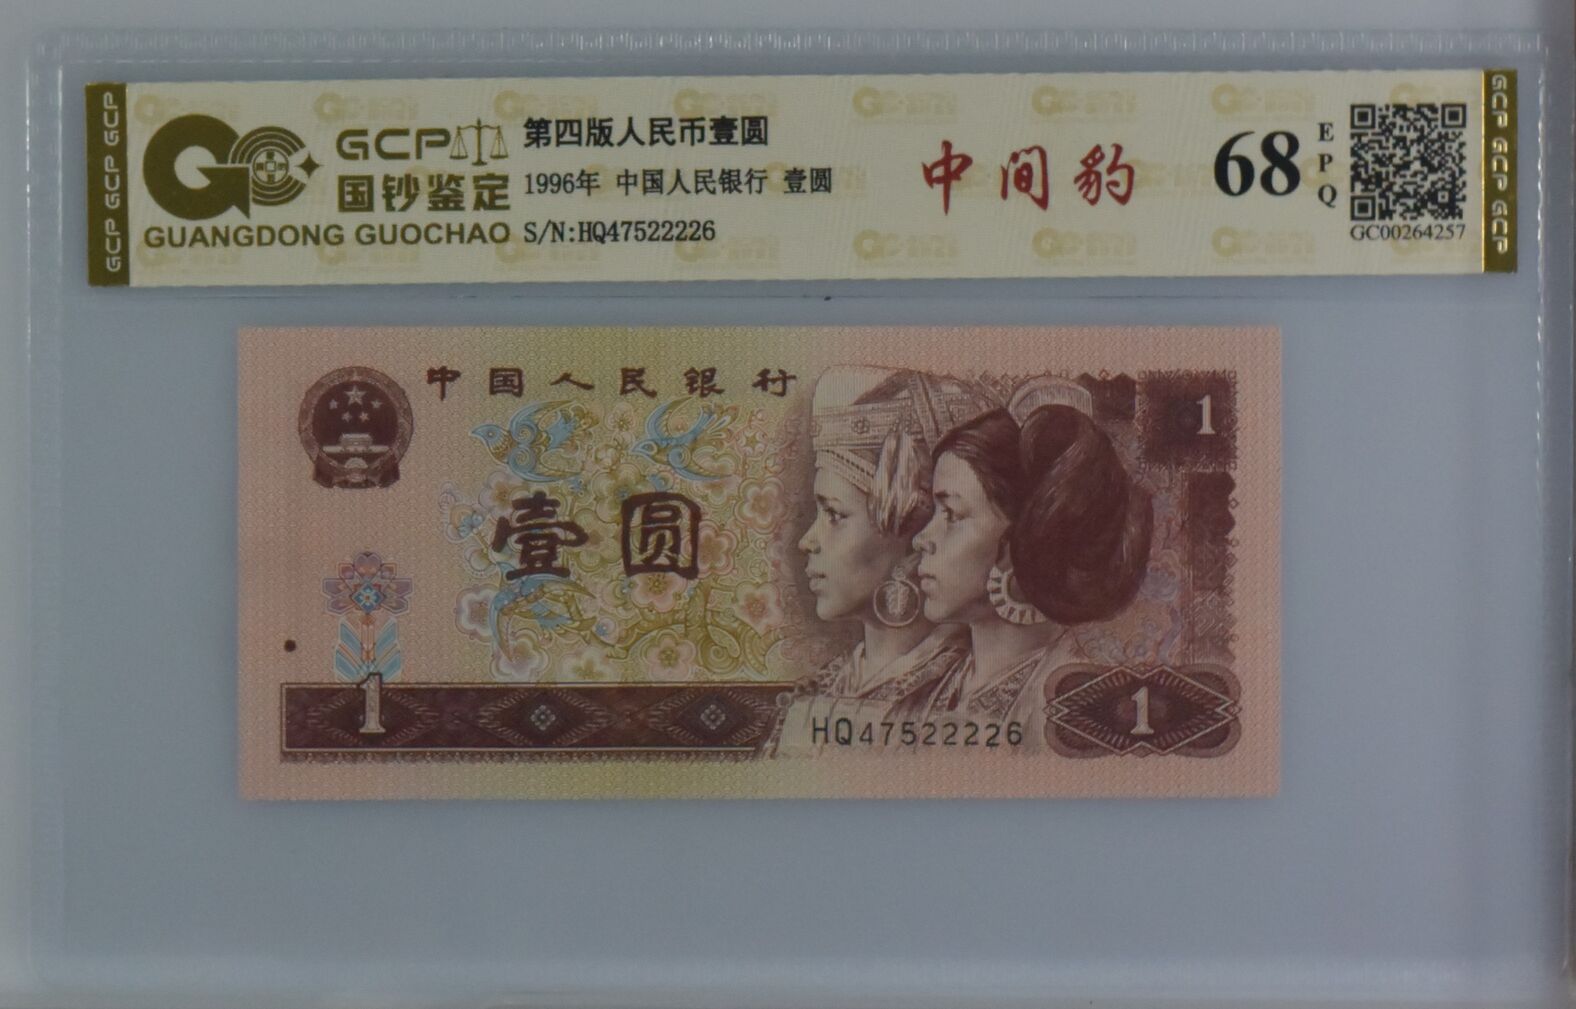 GCP GCP GCP
GCP
国钞鉴定
GUANGDONG GUOCHAO
第四版人民币壹圆
1996年 中国人民银行 壹圆
S/N:HQ47522226
中间豹
68
EPQ
GC00264257
GCP GCP GCP
中国人民银行
1
壹圆
1
HQ47522226
1